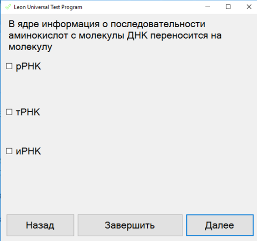 Leon Universal Test Program
В ядре информация о последовательности
аминокислот с молекулы ДНК переносится на
молекулу
рРНК
тРНК
иРНК
Назад Завершить Далее